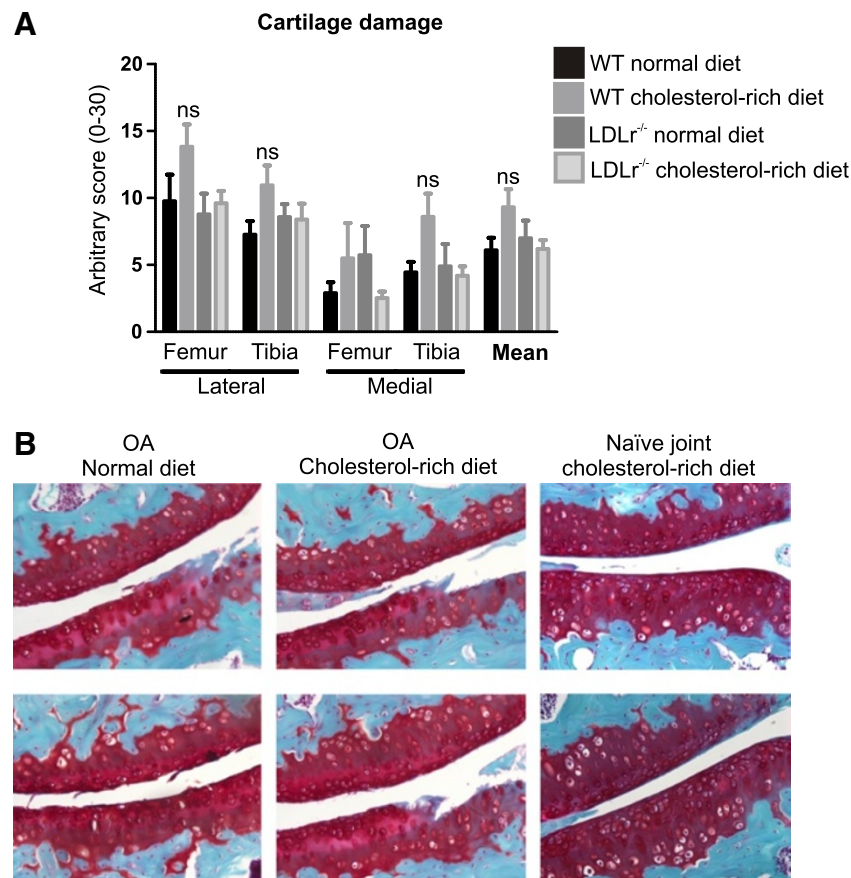 A
Cartilage damage
Arbitrary score (0-30)
20
15
10
5
0
ns
ns
ns
ns
WT normal diet
WT cholesterol-rich diet
LDLr-/- normal diet
LDLr-/- cholesterol-rich diet
Femur Tibia Femur Tibia Mean
Lateral Medial
B
OA
Normal diet
OA
Cholesterol-rich diet
Naïve joint
cholesterol-rich diet